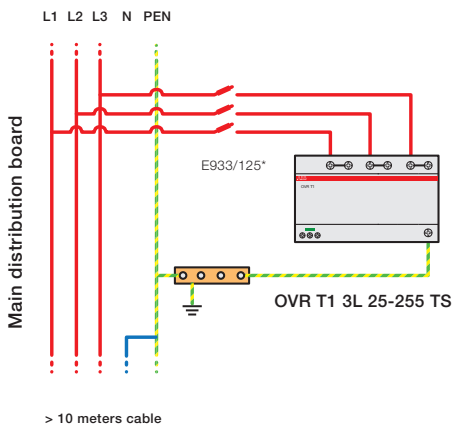 L1 L2 L3 N PEN
Main distribution board
E933/125*
ABB
OVR T1
OVR T1 3L 25-255 TS
> 10 meters cable